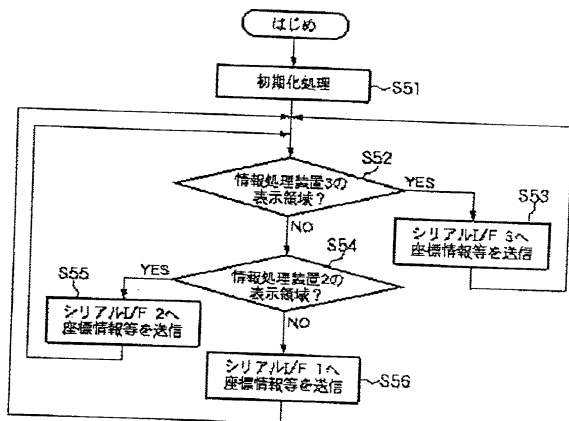 はじめ
初期化処理
S51
情報処理装置3の
表示領域？
S52
YES
NO
シリアルI/F 3へ
座標情報等を送信
S53
情報処理装置2の
表示領域？
S54
YES
NO
シリアルI/F 2へ
座標情報等を送信
S55
シリアルI/F 1へ
座標情報等を送信
S56